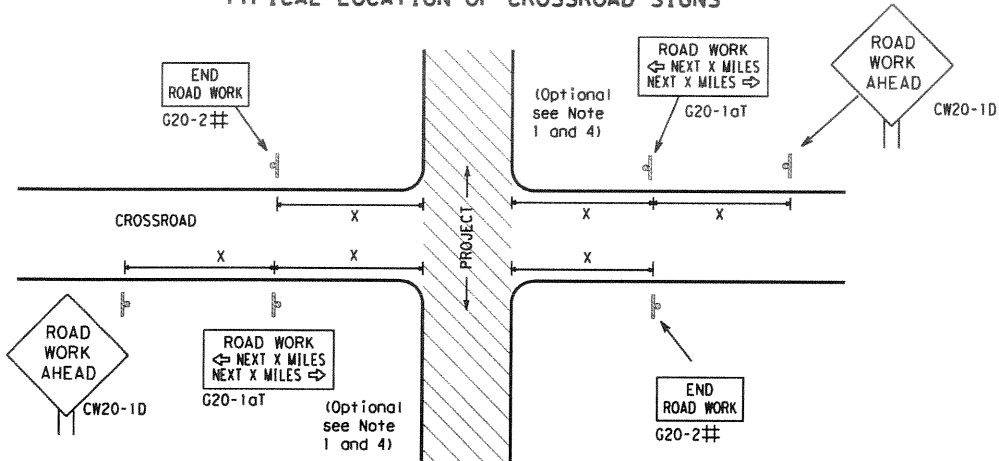 TYPICAL LOCATION OF CROSSROAD SIGNS
END
ROAD WORK
G20-2#
ROAD WORK
⇦ NEXT X MILES
NEXT X MILES ⇨
G20-1aT
(Optional
see Note
1 and 4)
ROAD
WORK
AHEAD
CW20-1D
X
X
X
CROSSROAD
PROJECT
X
X
X
ROAD
WORK
AHEAD
CW20-1D
ROAD WORK
⇦ NEXT X MILES
NEXT X MILES ⇨
G20-1aT
(Optional
see Note
1 and 4)
END
ROAD WORK
G20-2#